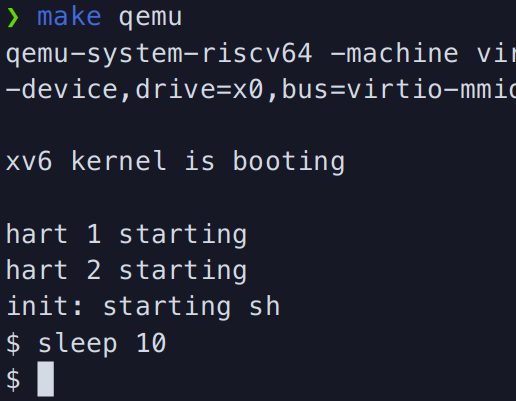 ❯ make qemu
qemu-system-riscv64 -machine vir
-device,drive=x0,bus=virtio-mmio
xv6 kernel is booting
hart 1 starting
hart 2 starting
init: starting sh
$ sleep 10
$